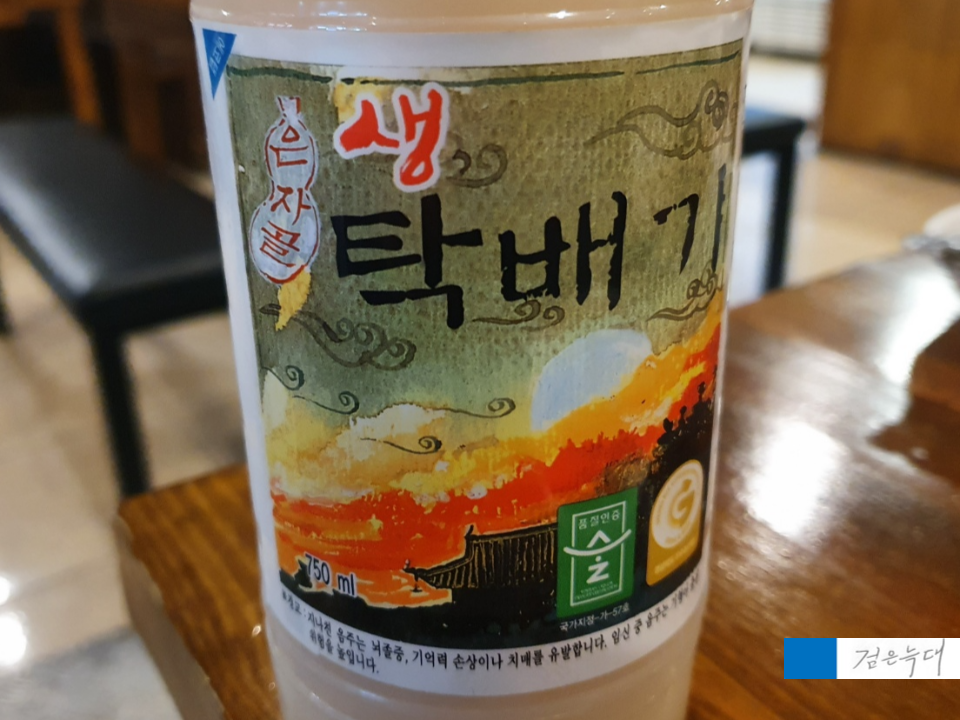 은자골
생
탁배기
품질인증
술
750 ml
국가지정-가-57호
※경고 : 지나친 음주는 뇌졸중, 기억력 손상이나 치매를 유발합니다. 임신 중 음주는 기형이
위험을 높입니다.
검은늑대